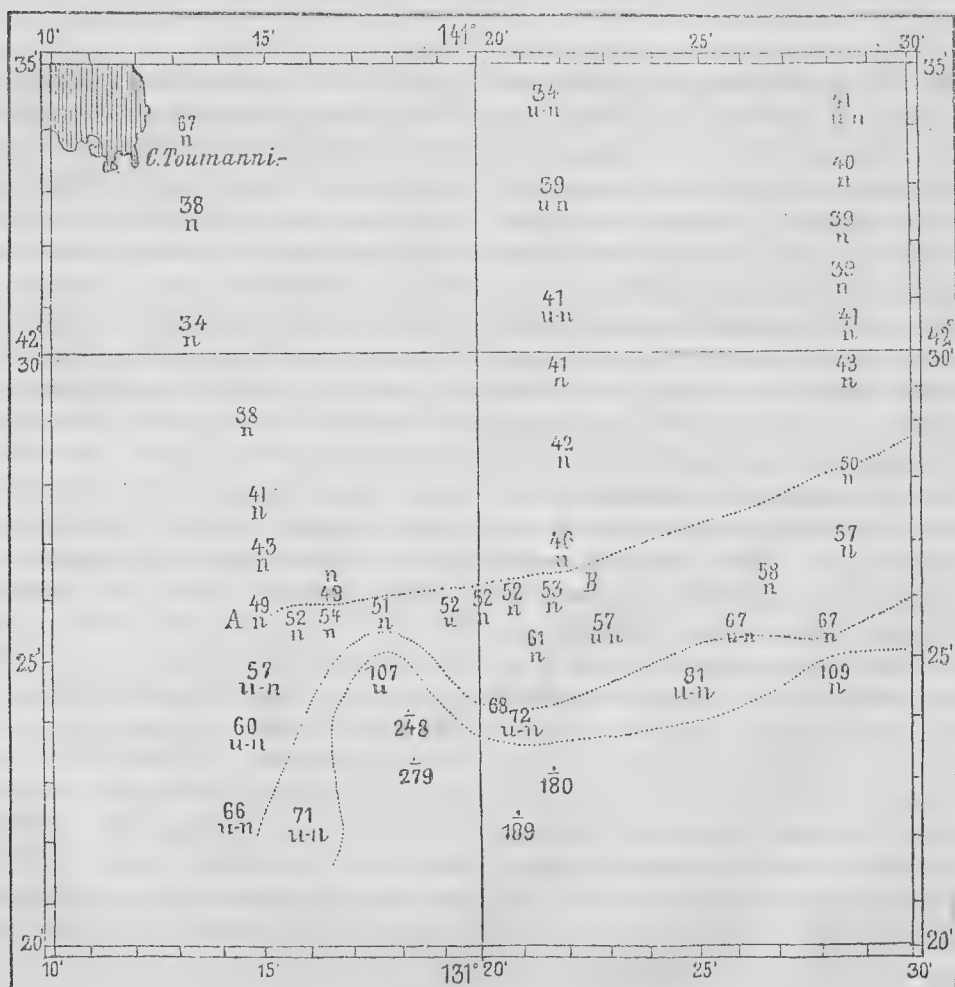 10' 15' 141° 20' 25' 30'
35' 35'
34
и-п
41
и-п
67
п
С.Toumanni.-
40
п
39
и п
38
п
39
п
39
п
41
и-п
41
п
34
п
42° 42°
30' 30'
41
п
43
п
38
п
42
п
50
п
41
п
57
п
43
п
46
п
п
49
58
п
B
A
49
п
52
п
54
п
51
п
52
и
52
п
52
п
53
п
57
и п
67
и-п
67
п
61
п
25' 25'
57
и-п
107
и
81
и-п
109
п
68
72
и-п
60
и-п
248
279
180
66
и-п
71
и-п
189
20' 20'
10' 15' 131° 20' 25' 30'